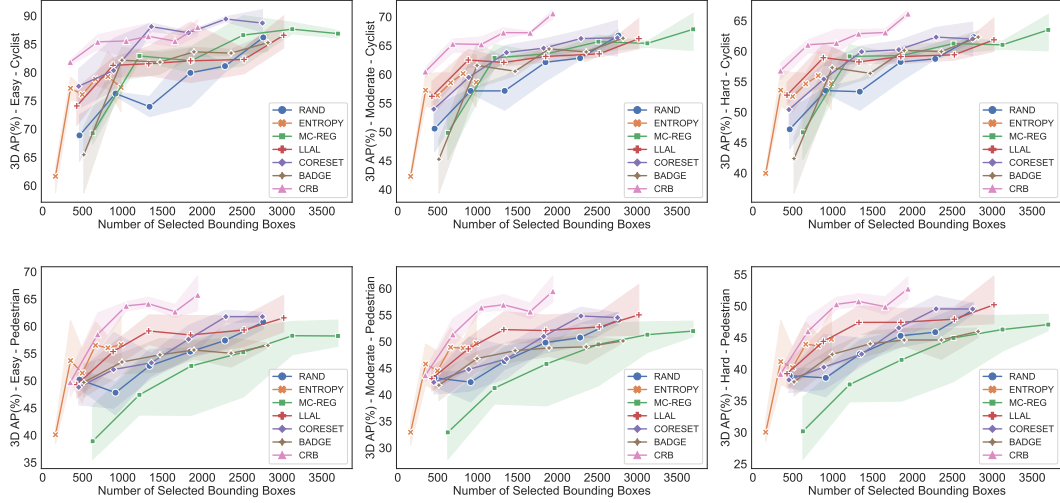 3D AP(%) - Easy - Cyclist
90
85
80
75
70
65
60
0 500 1000 1500 2000 2500 3000 3500
Number of Selected Bounding Boxes
RAND
ENTROPY
MC-REG
LLAL
CORESET
BADGE
CRB
3D AP(%) - Moderate - Cyclist
70
65
60
55
50
45
40
0 500 1000 1500 2000 2500 3000 3500
Number of Selected Bounding Boxes
RAND
ENTROPY
MC-REG
LLAL
CORESET
BADGE
CRB
3D AP(%) - Hard - Cyclist
65
60
55
50
45
40
0 500 1000 1500 2000 2500 3000 3500
Number of Selected Bounding Boxes
RAND
ENTROPY
MC-REG
LLAL
CORESET
BADGE
CRB
3D AP(%) - Easy - Pedestrian
70
65
60
55
50
45
40
35
0 500 1000 1500 2000 2500 3000 3500
Number of Selected Bounding Boxes
RAND
ENTROPY
MC-REG
LLAL
CORESET
BADGE
CRB
3D AP(%) - Moderate - Pedestrian
60
55
50
45
40
35
30
0 500 1000 1500 2000 2500 3000 3500
Number of Selected Bounding Boxes
RAND
ENTROPY
MC-REG
LLAL
CORESET
BADGE
CRB
3D AP(%) - Hard - Pedestrian
55
50
45
40
35
30
25
0 500 1000 1500 2000 2500 3000 3500
Number of Selected Bounding Boxes
RAND
ENTROPY
MC-REG
LLAL
CORESET
BADGE
CRB